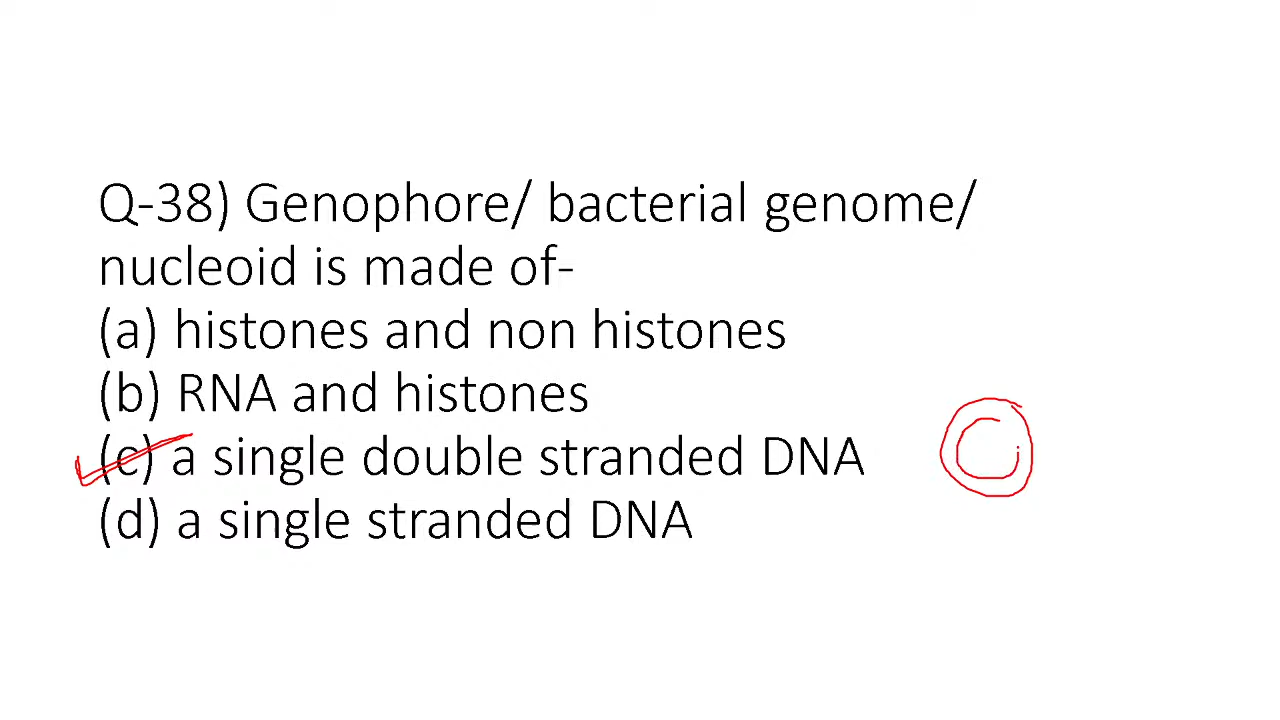 Q-38) Genophore/ bacterial genome/
nucleoid is made of-
(a) histones and non histones
(b) RNA and histones
(c) a single double stranded DNA
(d) a single stranded DNA